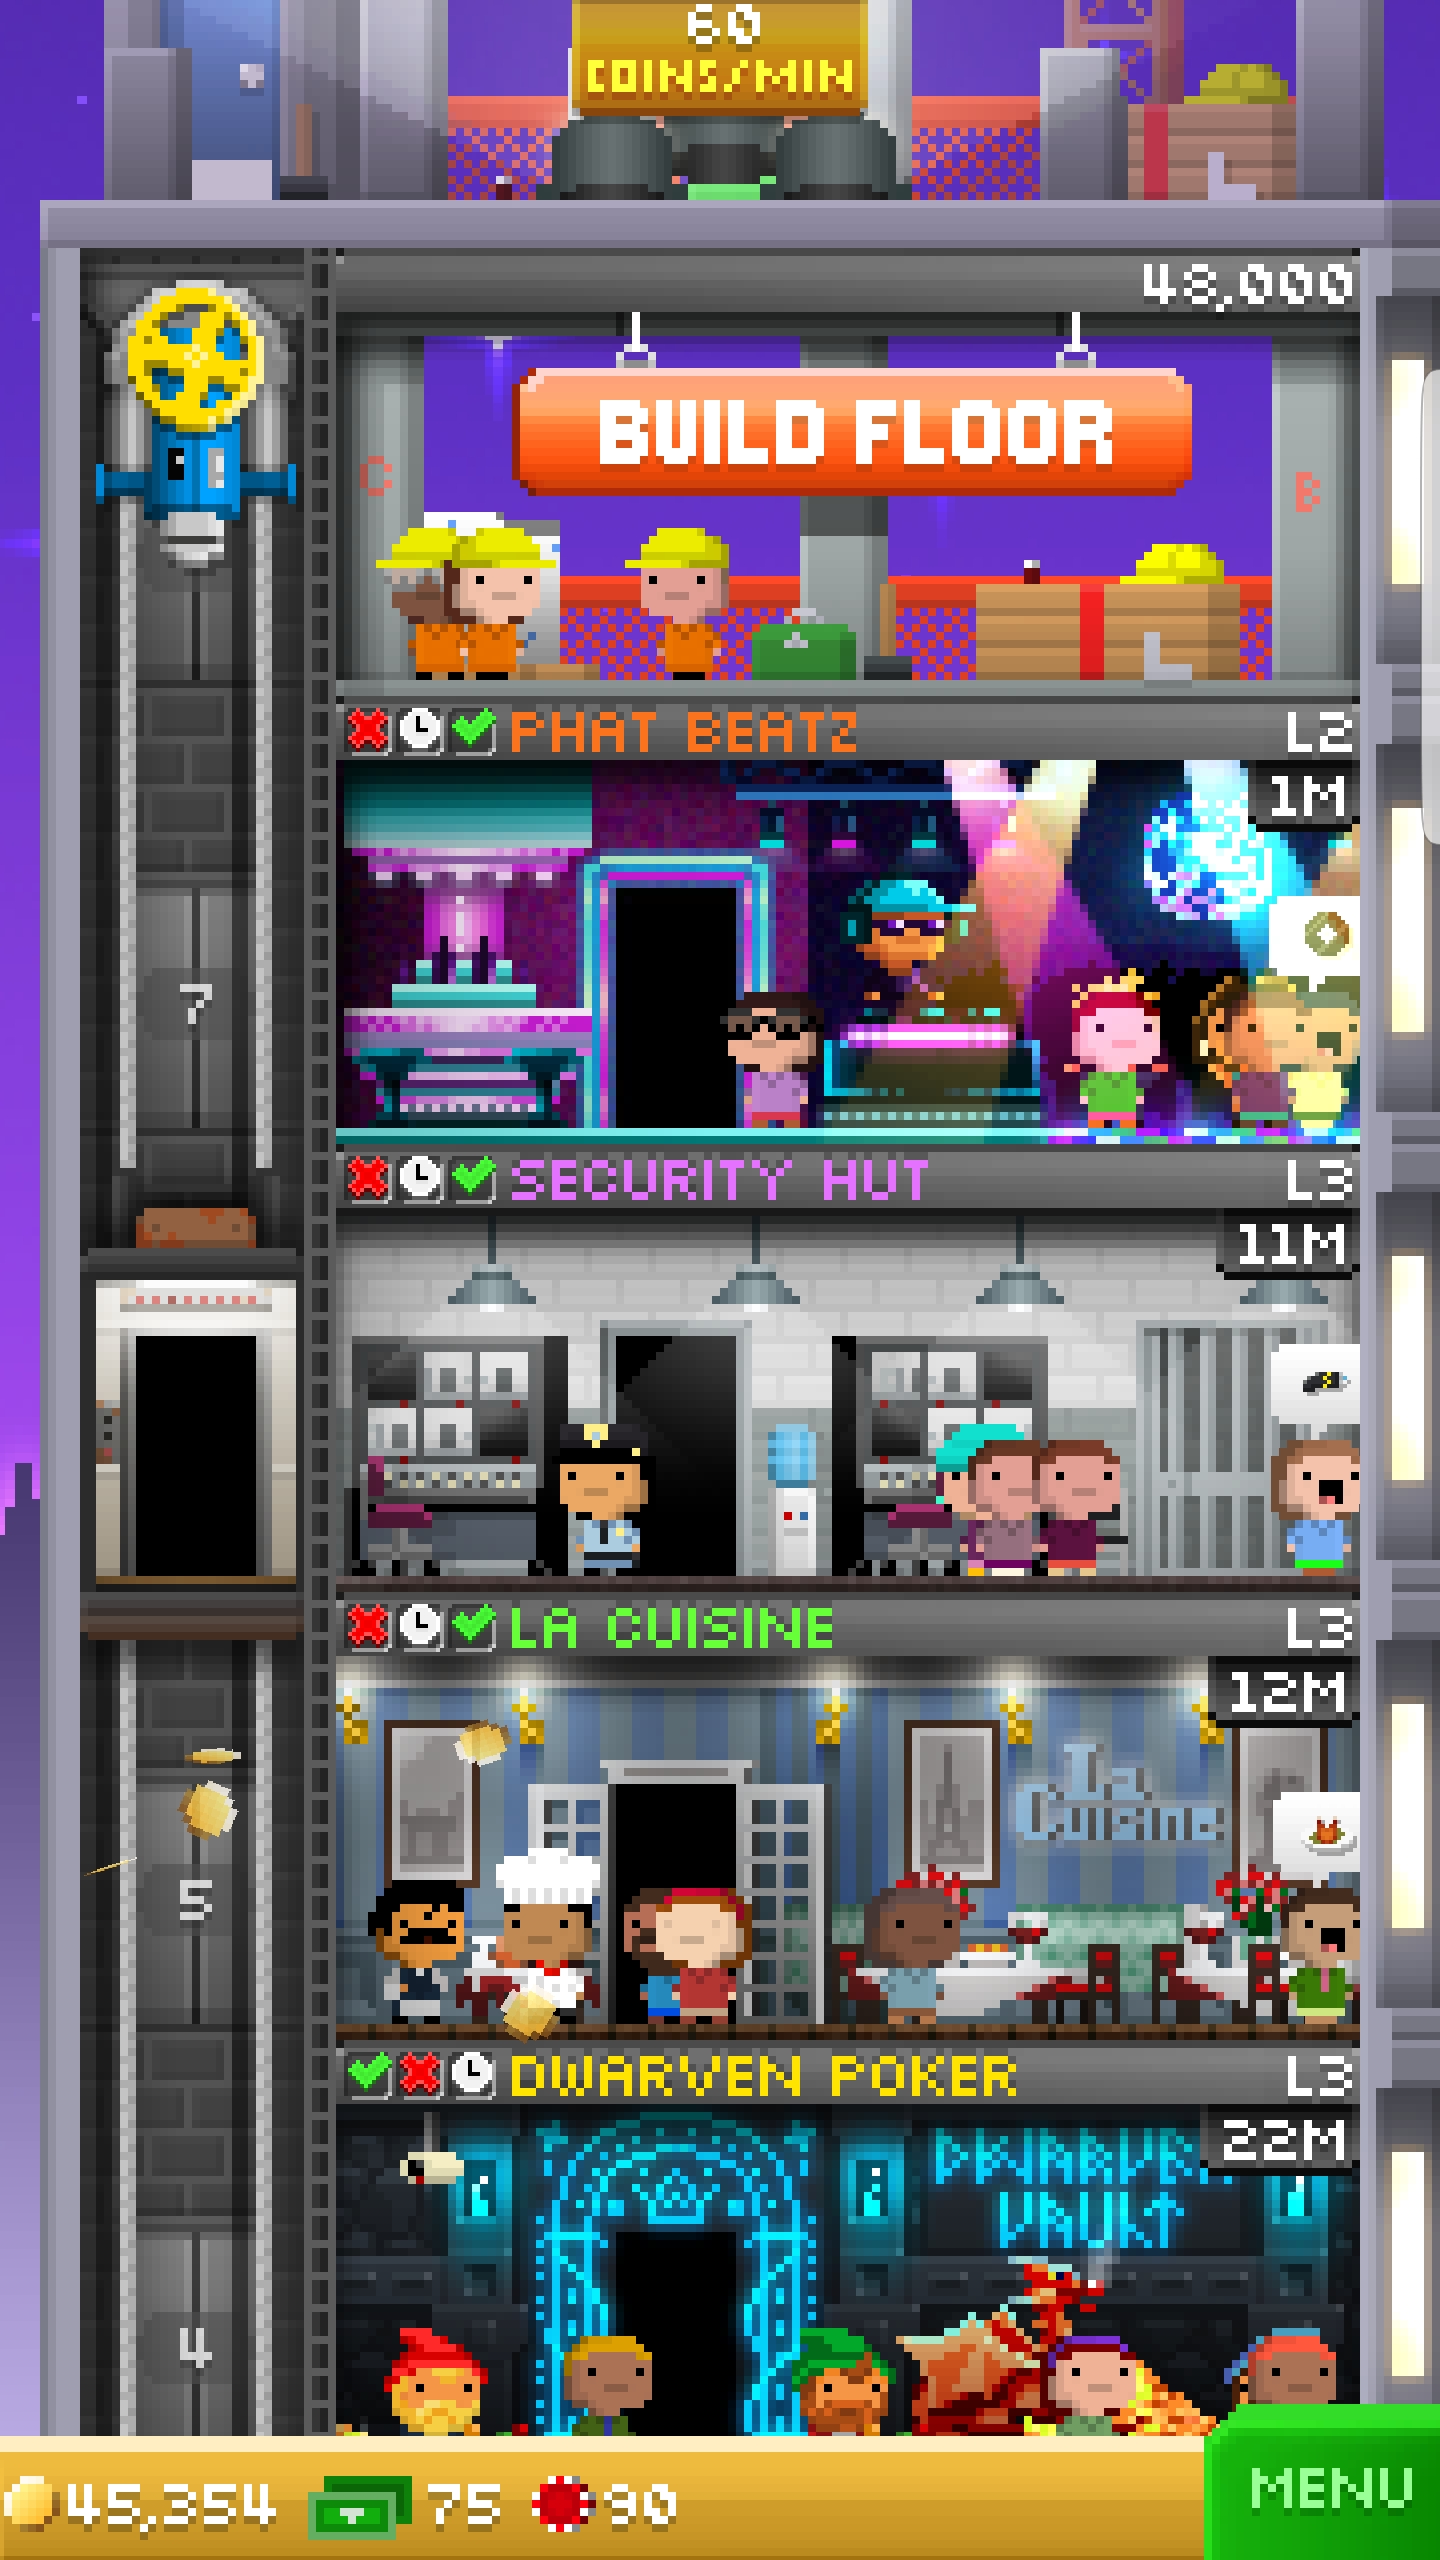 60
COINS/MIN
48,000
BUILD FLOOR
C
B
PHAT BEATZ
L2
1M
7
SECURITY HUT
L3
11M
LA CUISINE
L3
12M
La
Cuisine
5
DWARVEN POKER
L3
22M
DWARVEN
VAULT
4
45,354
75
90
MENU